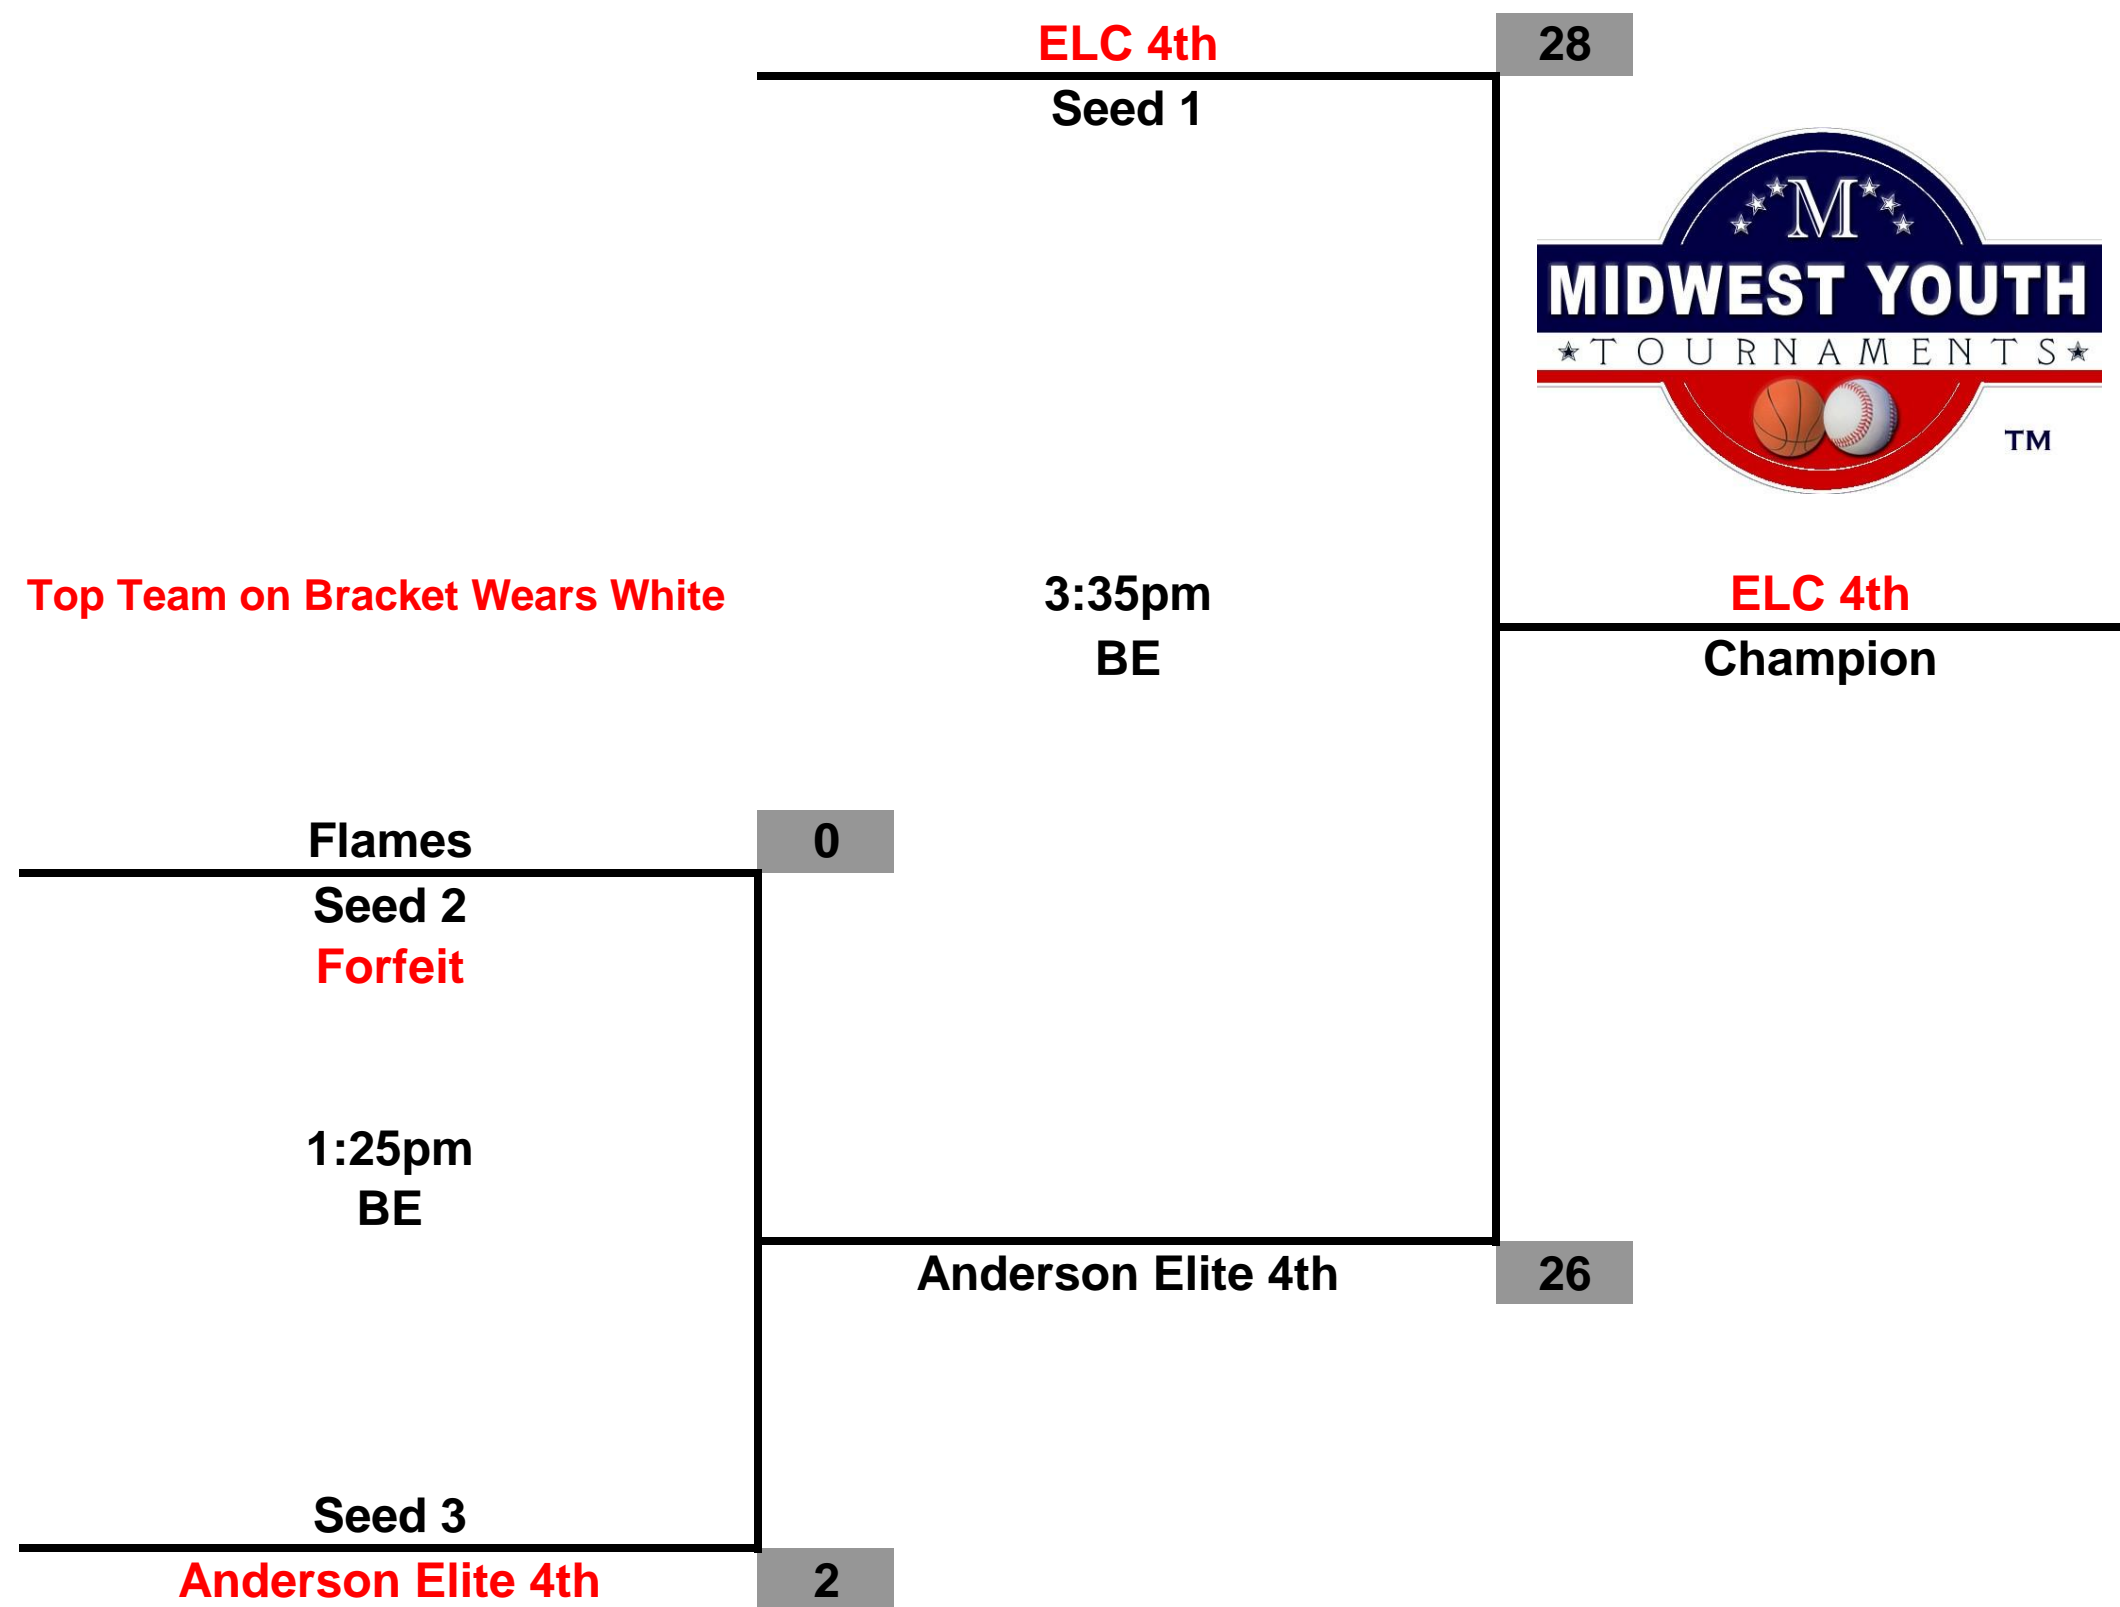 ELC 4th 28
Seed 1
M
MIDWEST YOUTH
TOURNAMENTS
TM
Top Team on Bracket Wears White
3:35pm
BE
ELC 4th
Champion
Flames 0
Seed 2
Forfeit
1:25pm
BE
Anderson Elite 4th 26
Seed 3
Anderson Elite 4th 2